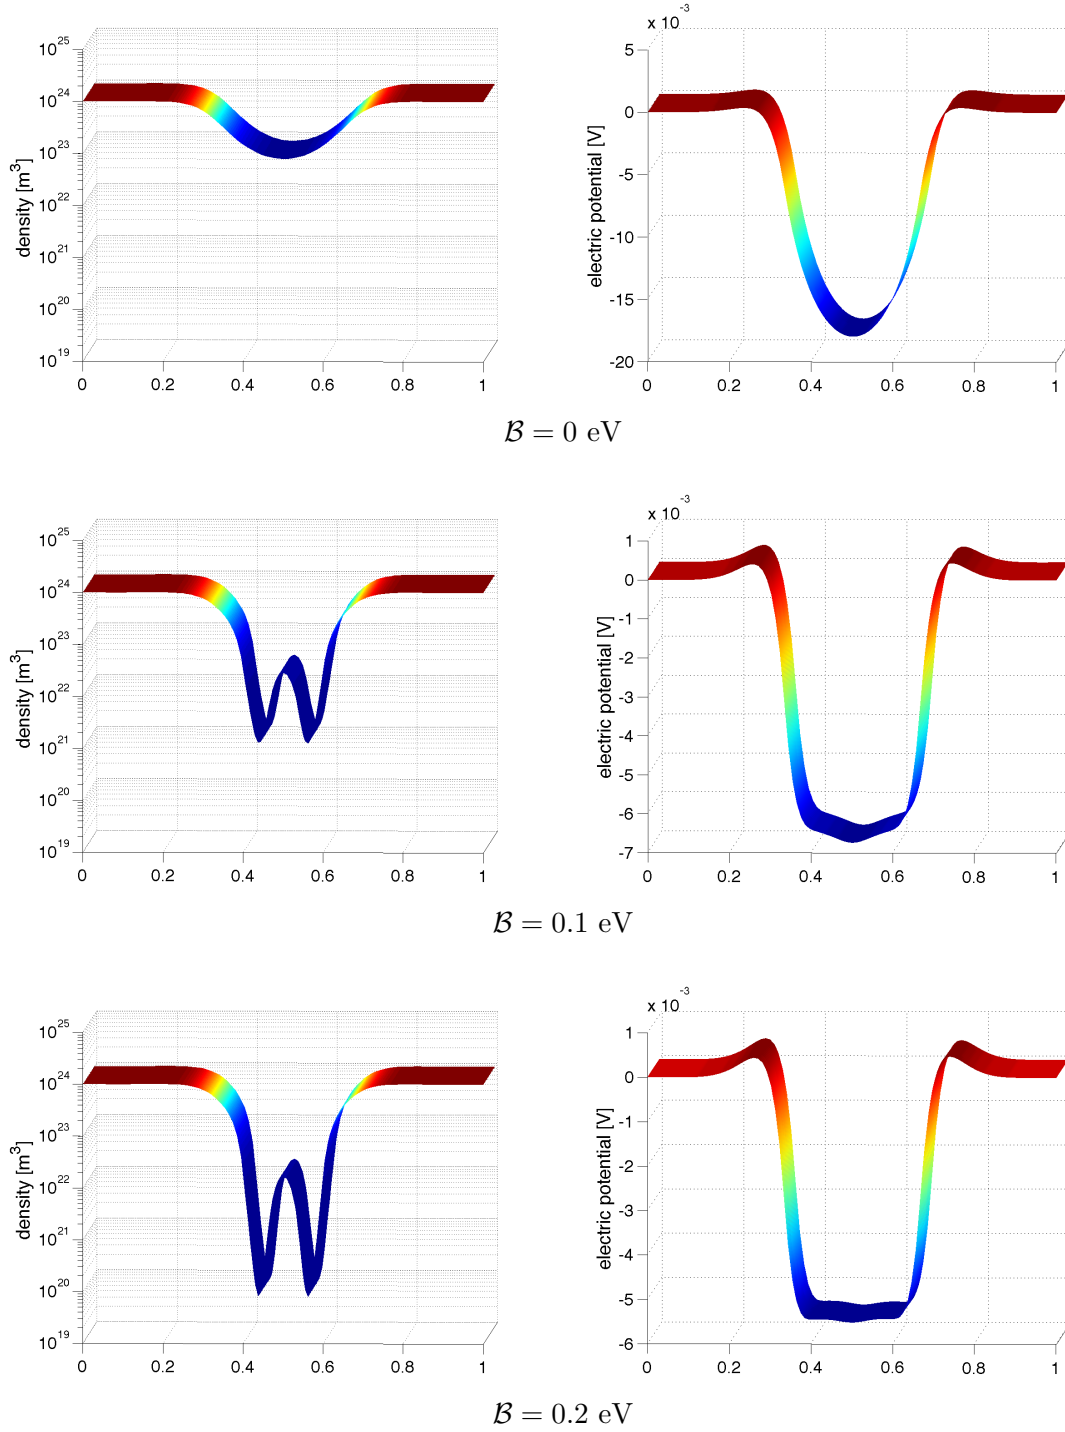 x 10^-3
10^25
10^24
10^23
10^22
10^21
10^20
10^19
density [m^3]
0 0.2 0.4 0.6 0.8 1
5
0
-5
-10
-15
-20
electric potential [V]
0 0.2 0.4 0.6 0.8 1
ℬ = 0 eV
x 10^-3
10^25
10^24
10^23
10^22
10^21
10^20
10^19
density [m^3]
0 0.2 0.4 0.6 0.8 1
1
0
-1
-2
-3
-4
-5
-6
-7
electric potential [V]
0 0.2 0.4 0.6 0.8 1
ℬ = 0.1 eV
x 10^-3
10^25
10^24
10^23
10^22
10^21
10^20
10^19
density [m^3]
0 0.2 0.4 0.6 0.8 1
1
0
-1
-2
-3
-4
-5
-6
electric potential [V]
0 0.2 0.4 0.6 0.8 1
ℬ = 0.2 eV